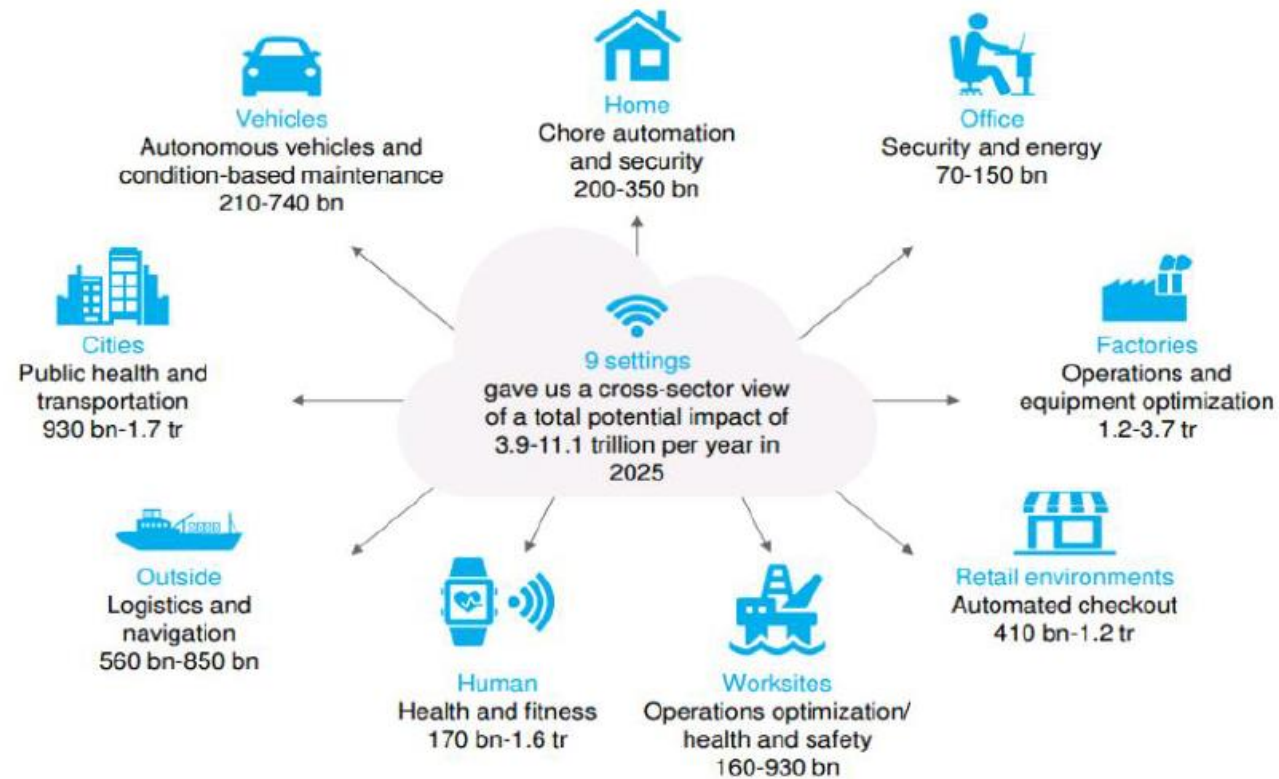 Vehicles
Autonomous vehicles and
condition-based maintenance
210-740 bn
Home
Chore automation
and security
200-350 bn
Office
Security and energy
70-150 bn
Cities
Public health and
transportation
930 bn-1.7 tr
9 settings
gave us a cross-sector view
of a total potential impact of
3.9-11.1 trillion per year in
2025
Factories
Operations and
equipment optimization
1.2-3.7 tr
Outside
Logistics and
navigation
560 bn-850 bn
Human
Health and fitness
170 bn-1.6 tr
Worksites
Operations optimization/
health and safety
160-930 bn
Retail environments
Automated checkout
410 bn-1.2 tr